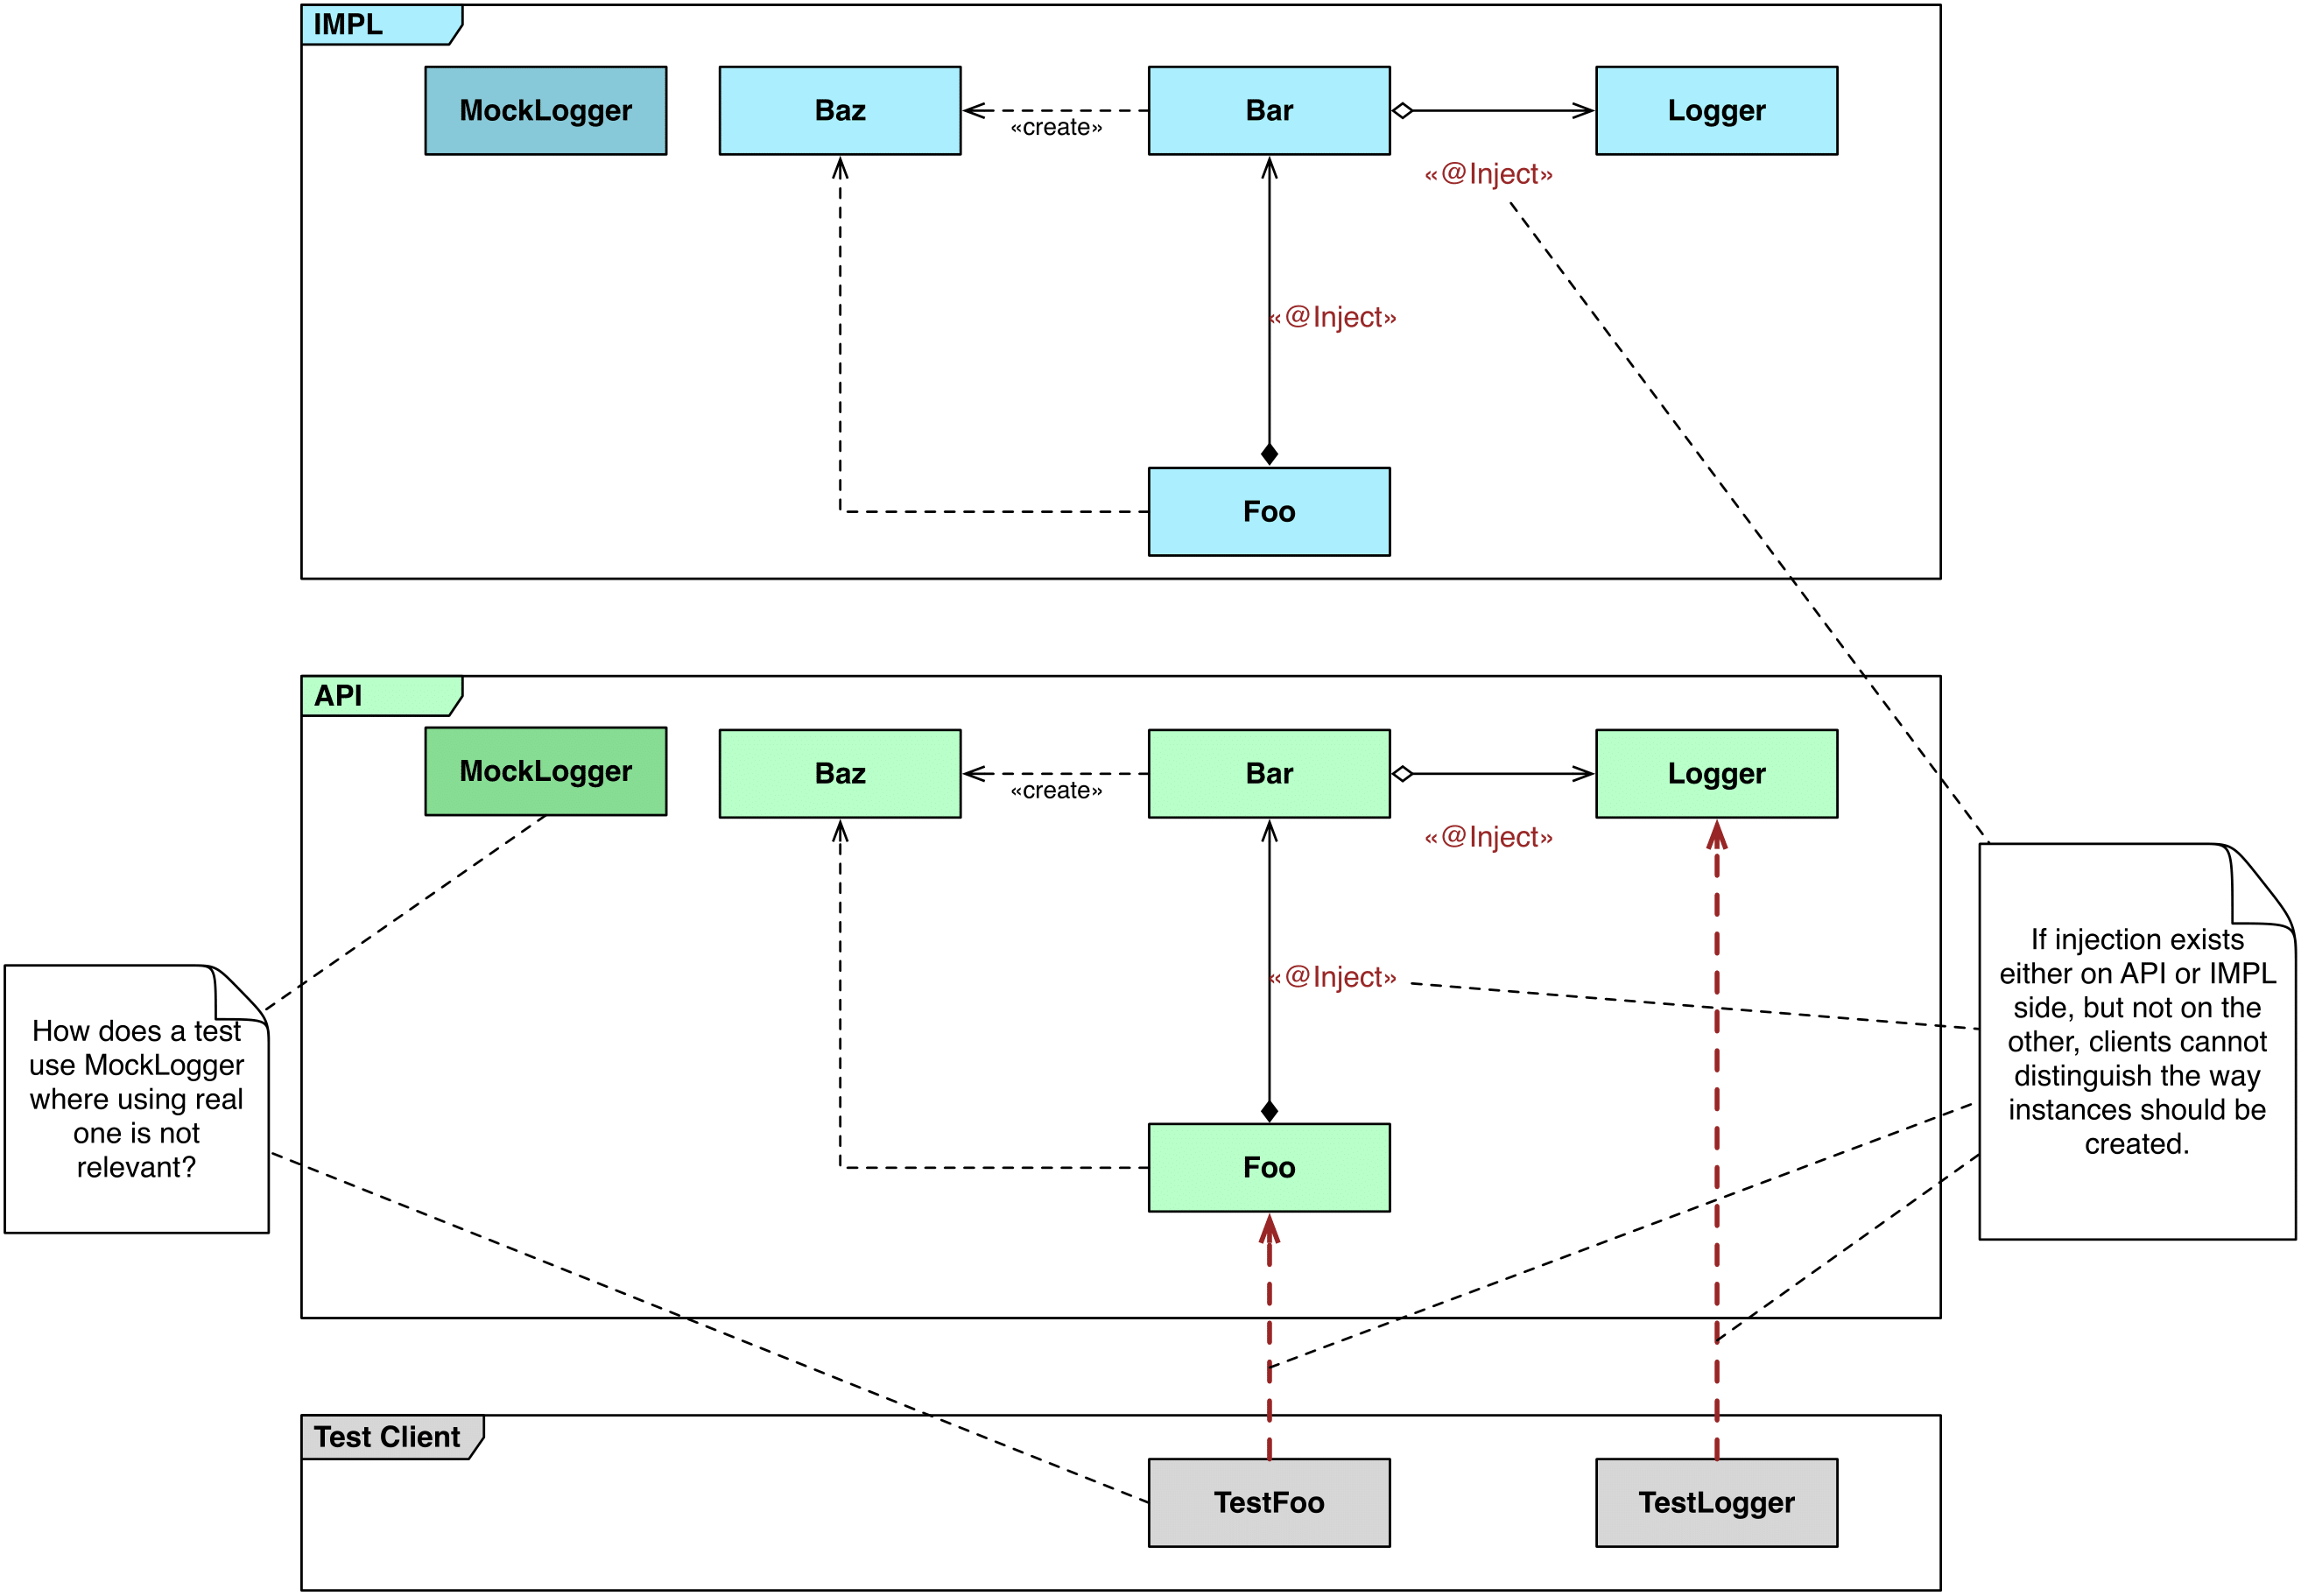 IMPL
MockLogger
Baz
«create»
Bar
Logger
«@Inject»
«@Inject»
Foo
API
MockLogger
Baz
«create»
Bar
Logger
«@Inject»
«@Inject»
Foo
How does a test
use MockLogger
where using real
one is not
relevant?
If injection exists
either on API or IMPL
side, but not on the
other, clients cannot
distinguish the way
instances should be
created.
Test Client
TestFoo
TestLogger